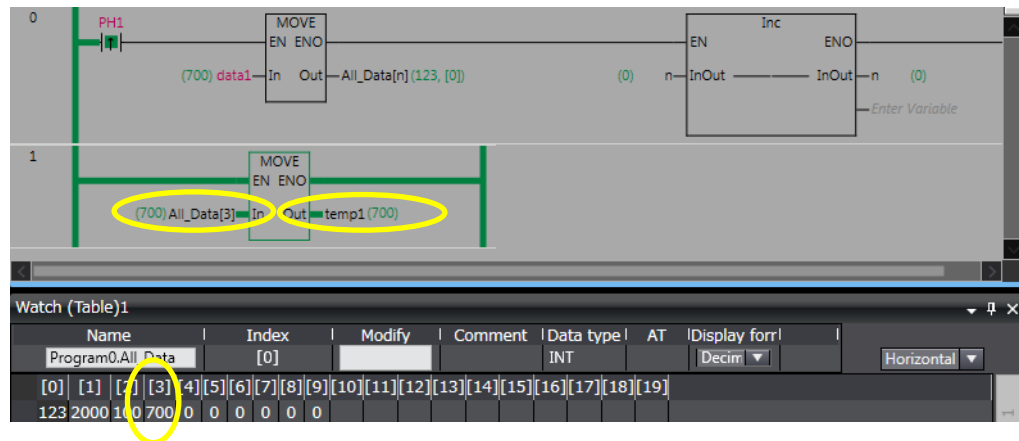 0 PH1 MOVE Inc
EN ENO EN ENO
(700) data1 In Out All_Data[n] (123, [0]) (0) n InOut InOut n (0)
Enter Variable
1 MOVE
EN ENO
(700) All_Data[3] In Out temp1 (700)
Watch (Table)1
Name Index Modify Comment Data type AT Display forr
Program0.All_Data [0] INT Decim Horizontal
[0] [1] [2] [3] [4] [5] [6] [7] [8] [9] [10] [11] [12] [13] [14] [15] [16] [17] [18] [19]
123 2000 100 700 0 0 0 0 0 0
1